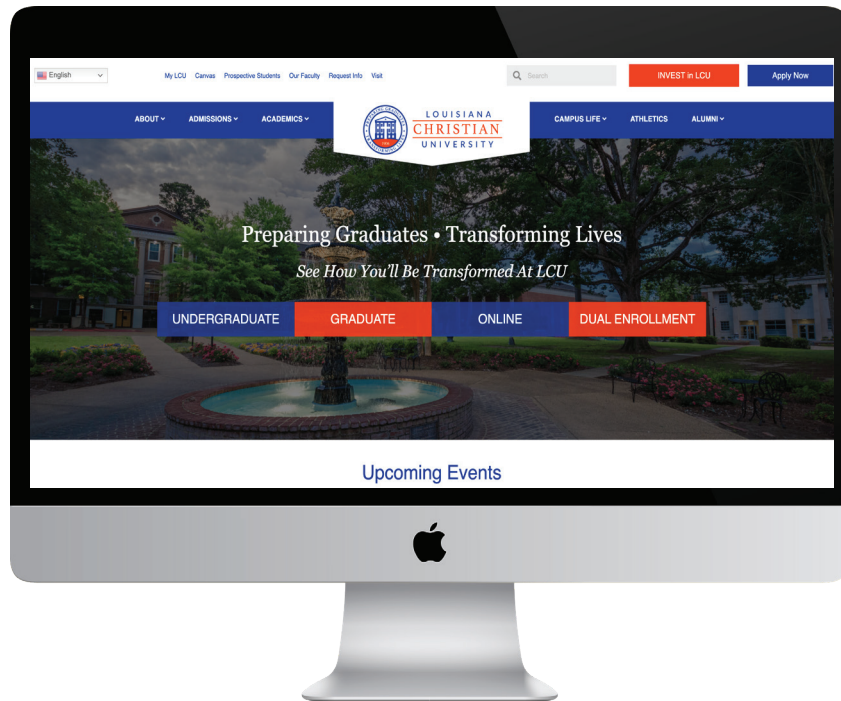 English
My LCU Canvas Prospective Students Our Faculty Request Info Visit
Search
INVEST in LCU
Apply Now
ABOUT ADMISSIONS ACADEMICS
LOUISIANA
CHRISTIAN
UNIVERSITY
CAMPUS LIFE ATHLETICS ALUMNI
Preparing Graduates • Transforming Lives
See How You'll Be Transformed At LCU
UNDERGRADUATE GRADUATE ONLINE DUAL ENROLLMENT
Upcoming Events